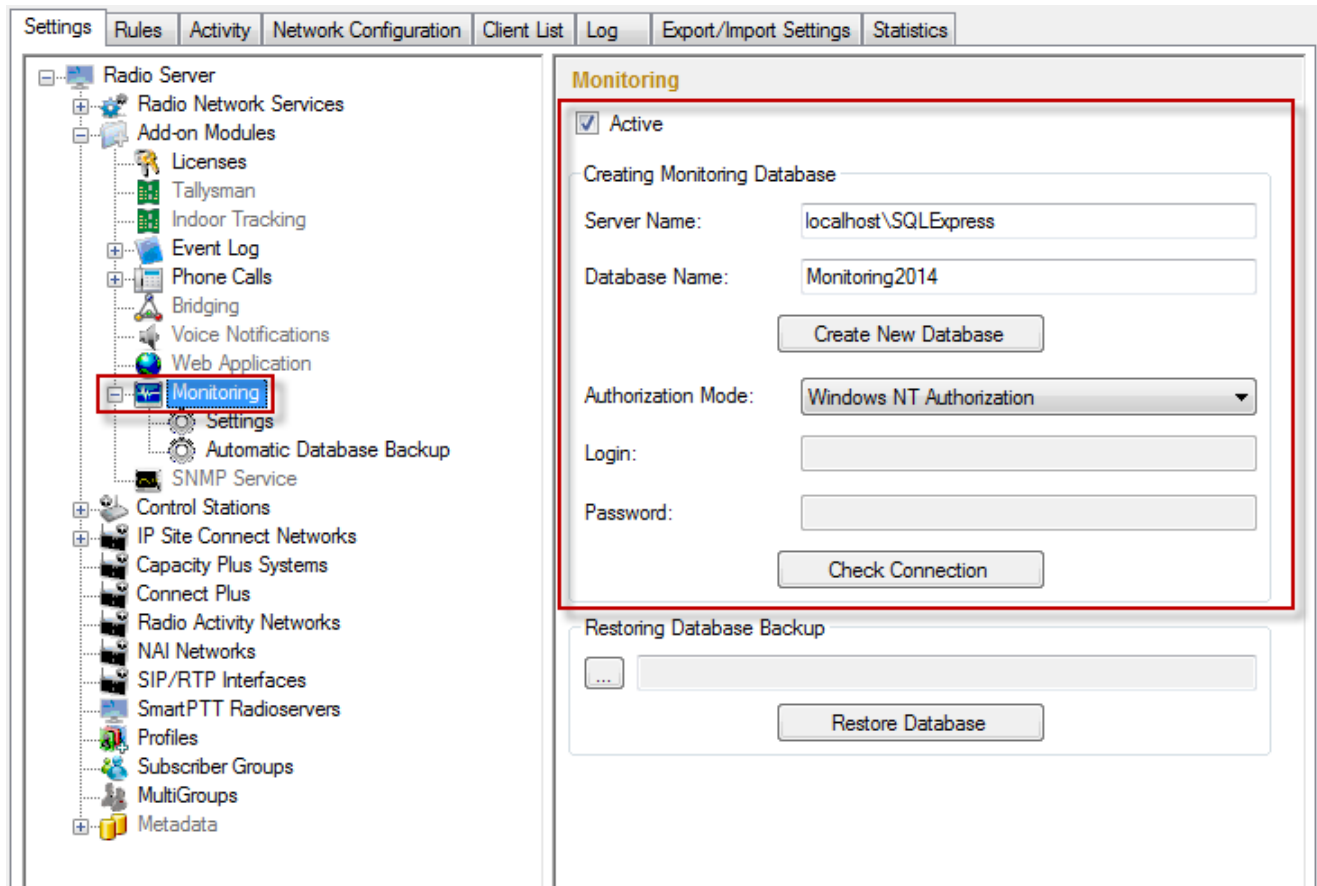 Settings Rules Activity Network Configuration Client List Log Export/Import Settings Statistics
Radio Server
Radio Network Services
Add-on Modules
Licenses
Tallysman
Indoor Tracking
Event Log
Phone Calls
Bridging
Voice Notifications
Web Application
Monitoring
Settings
Automatic Database Backup
SNMP Service
Control Stations
IP Site Connect Networks
Capacity Plus Systems
Connect Plus
Radio Activity Networks
NAI Networks
SIP/RTP Interfaces
SmartPTT Radioservers
Profiles
Subscriber Groups
MultiGroups
Metadata
Monitoring
Active
Creating Monitoring Database
Server Name: localhost\SQLExpress
Database Name: Monitoring2014
Create New Database
Authorization Mode: Windows NT Authorization
Login:
Password:
Check Connection
Restoring Database Backup
...
Restore Database